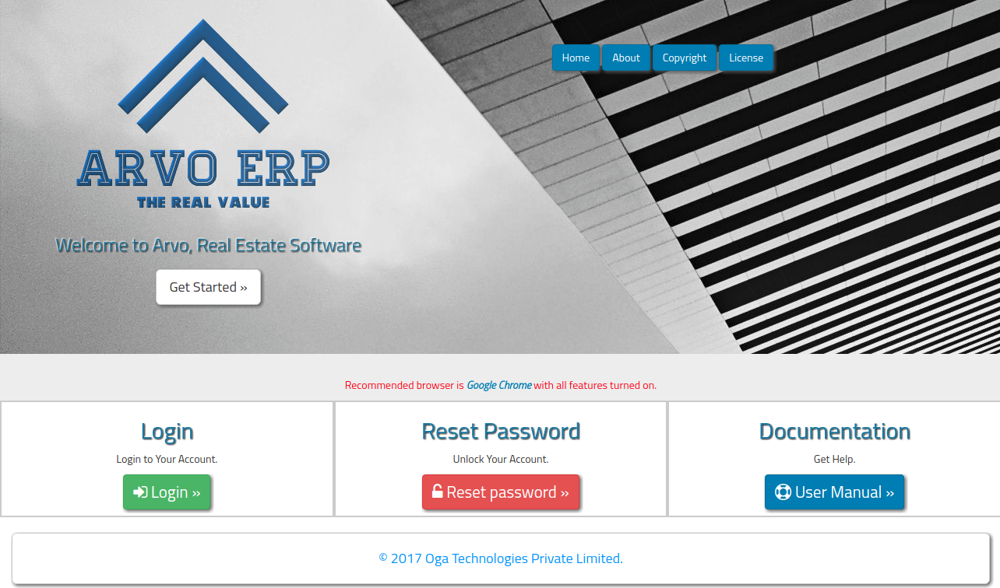 Home
About
Copyright
License
ARVO ERP
THE REAL VALUE
Welcome to Arvo, Real Estate Software
Get Started »
Recommended browser is Google Chrome with all features turned on.
Login
Login to Your Account.
Login »
Reset Password
Unlock Your Account.
Reset password »
Documentation
Get Help.
User Manual »
© 2017 Oga Technologies Private Limited.